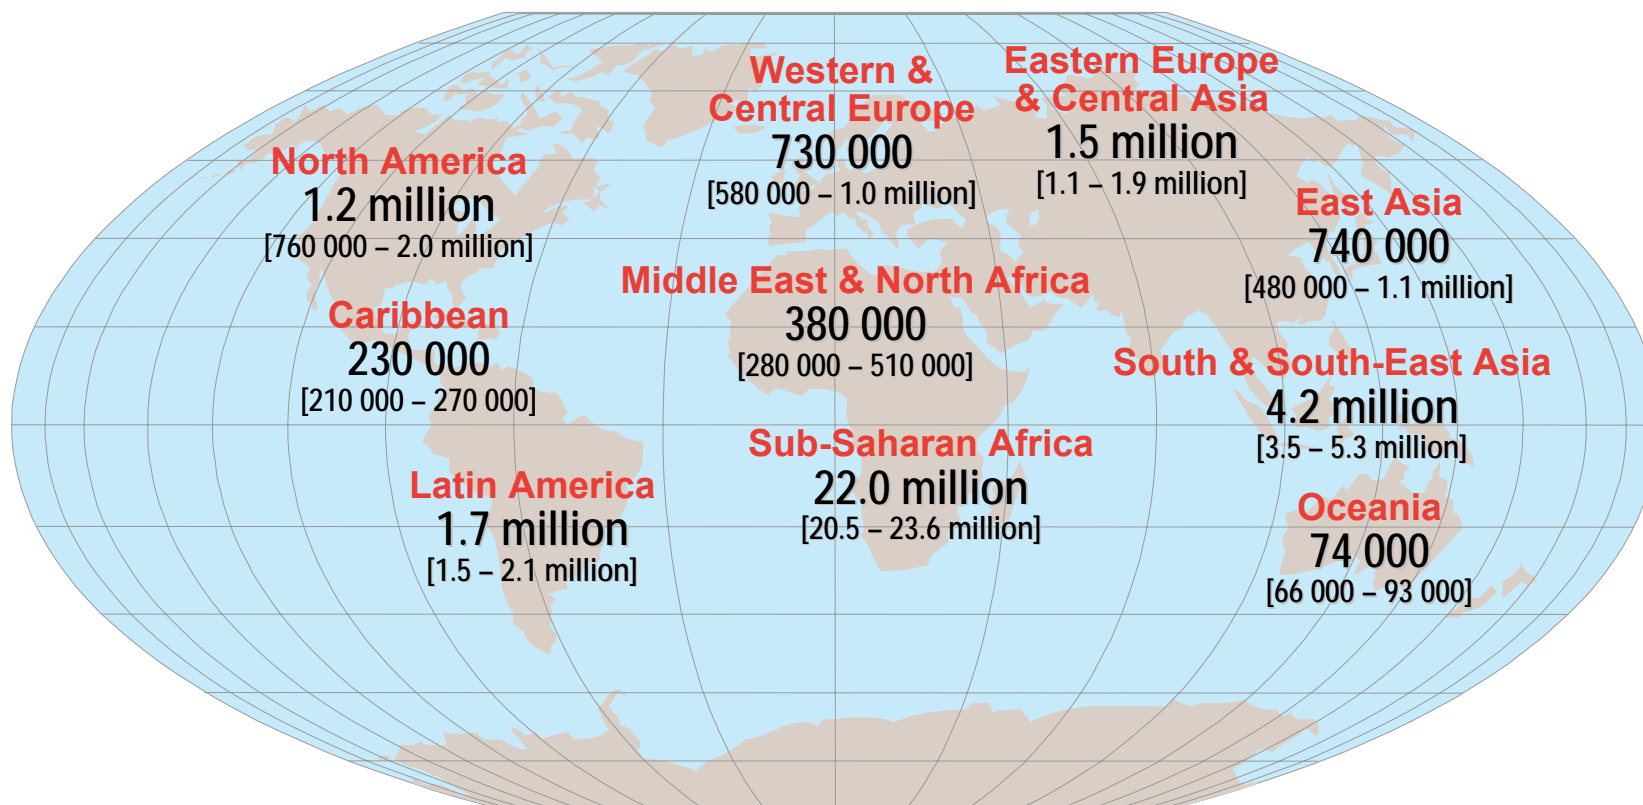 Western &
Central Europe
730 000
[580 000 – 1.0 million]
Eastern Europe
& Central Asia
1.5 million
[1.1 – 1.9 million]
North America
1.2 million
[760 000 – 2.0 million]
East Asia
740 000
[480 000 – 1.1 million]
Middle East & North Africa
380 000
[280 000 – 510 000]
Caribbean
230 000
[210 000 – 270 000]
South & South-East Asia
4.2 million
[3.5 – 5.3 million]
Sub-Saharan Africa
22.0 million
[20.5 – 23.6 million]
Latin America
1.7 million
[1.5 – 2.1 million]
Oceania
74 000
[66 000 – 93 000]